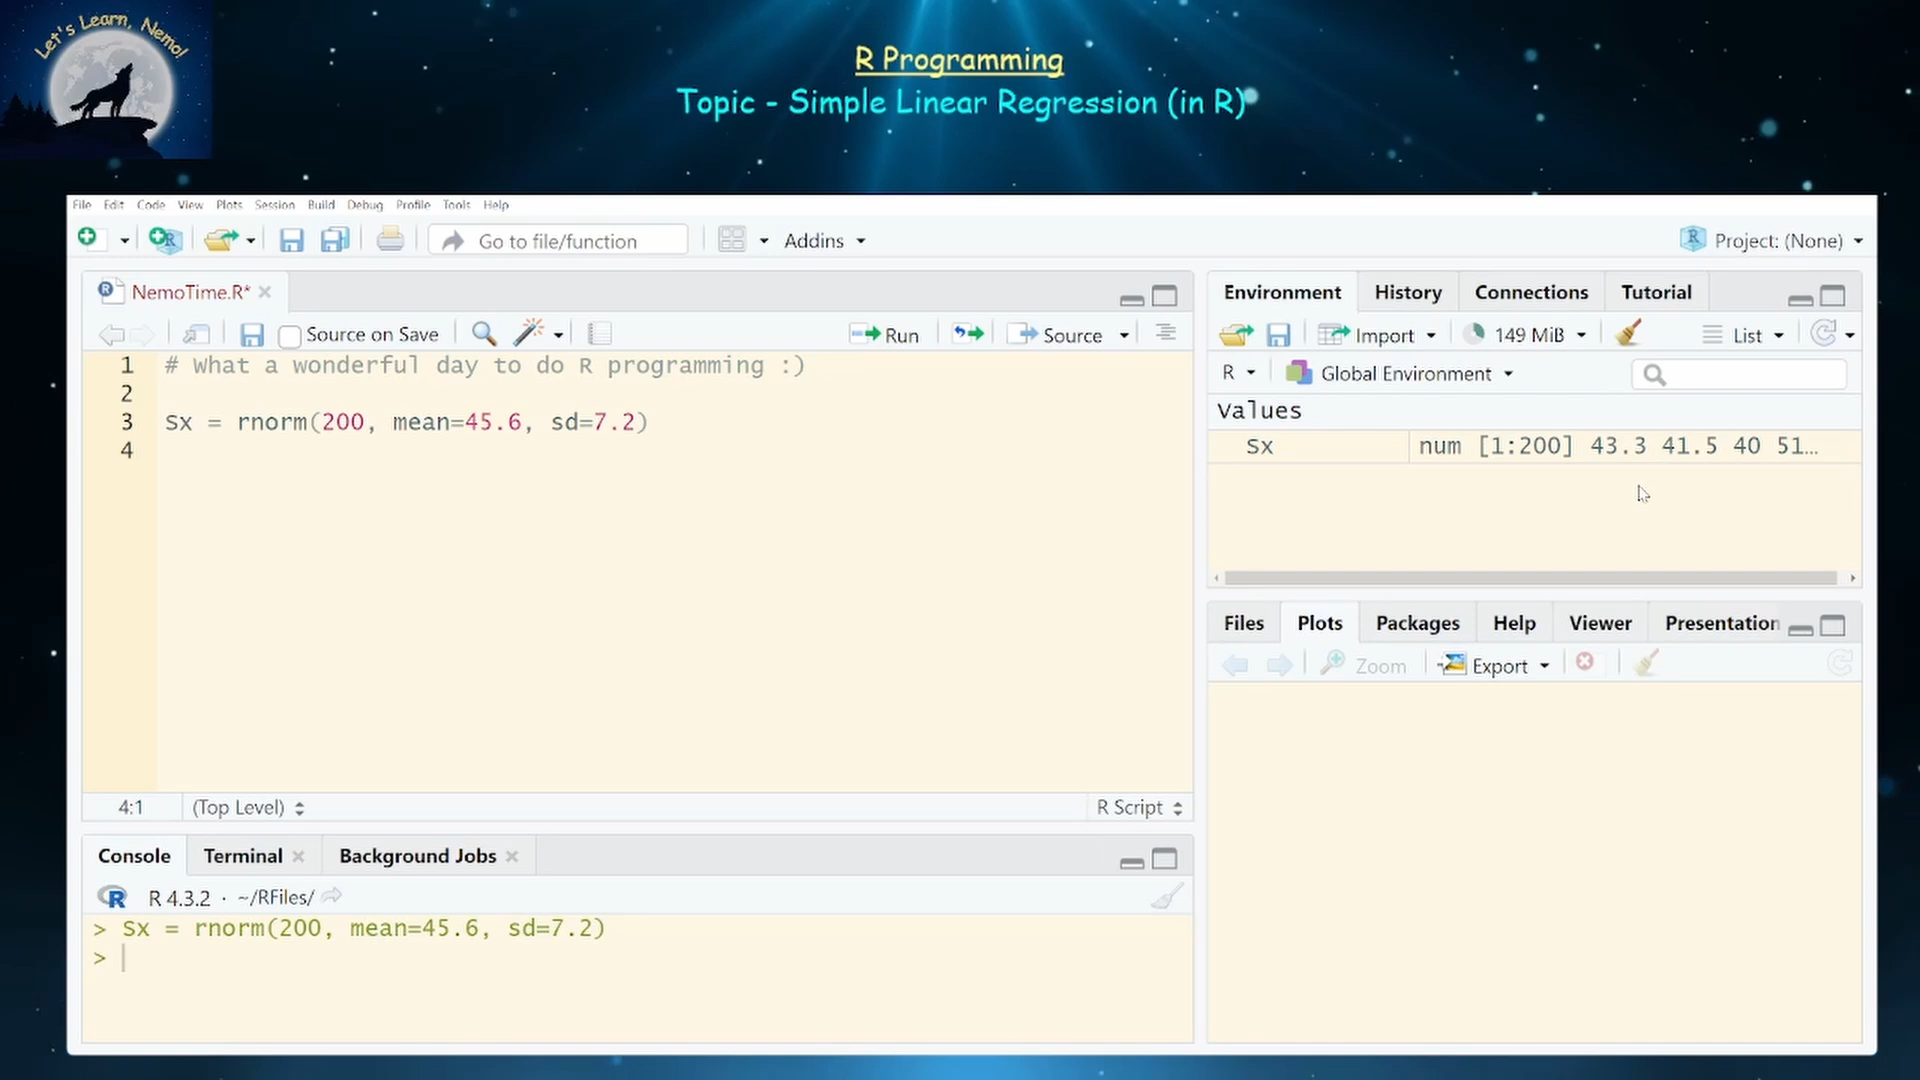 Let's Learn, Nemo!
R Programming
Topic - Simple Linear Regression (in R)
File Edit Code View Plots Session Build Debug Profile Tools Help
Go to file/function
Addins
Project: (None)
NemoTime.R*
Source on Save
Run
Source
1 # What a wonderful day to do R programming :)
2
3 Sx = rnorm(200, mean=45.6, sd=7.2)
4
4:1 (Top Level) R Script
Console Terminal Background Jobs
R 4.3.2 · ~/RFiles/
> Sx = rnorm(200, mean=45.6, sd=7.2)
>
Environment History Connections Tutorial
Import 149 MiB List
R Global Environment
Values
Sx num [1:200] 43.3 41.5 40 51…
Files Plots Packages Help Viewer Presentation
Zoom Export